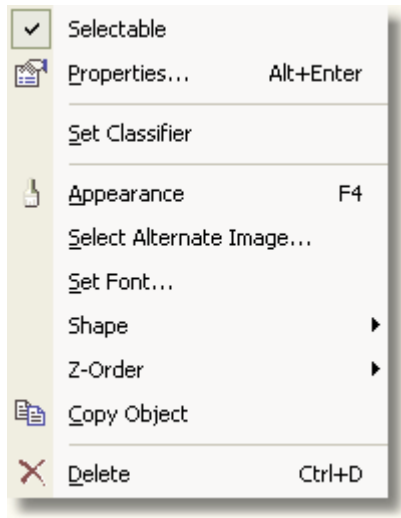 Selectable
Properties... Alt+Enter
Set Classifier
Appearance F4
Select Alternate Image...
Set Font...
Shape
Z-Order
Copy Object
Delete Ctrl+D